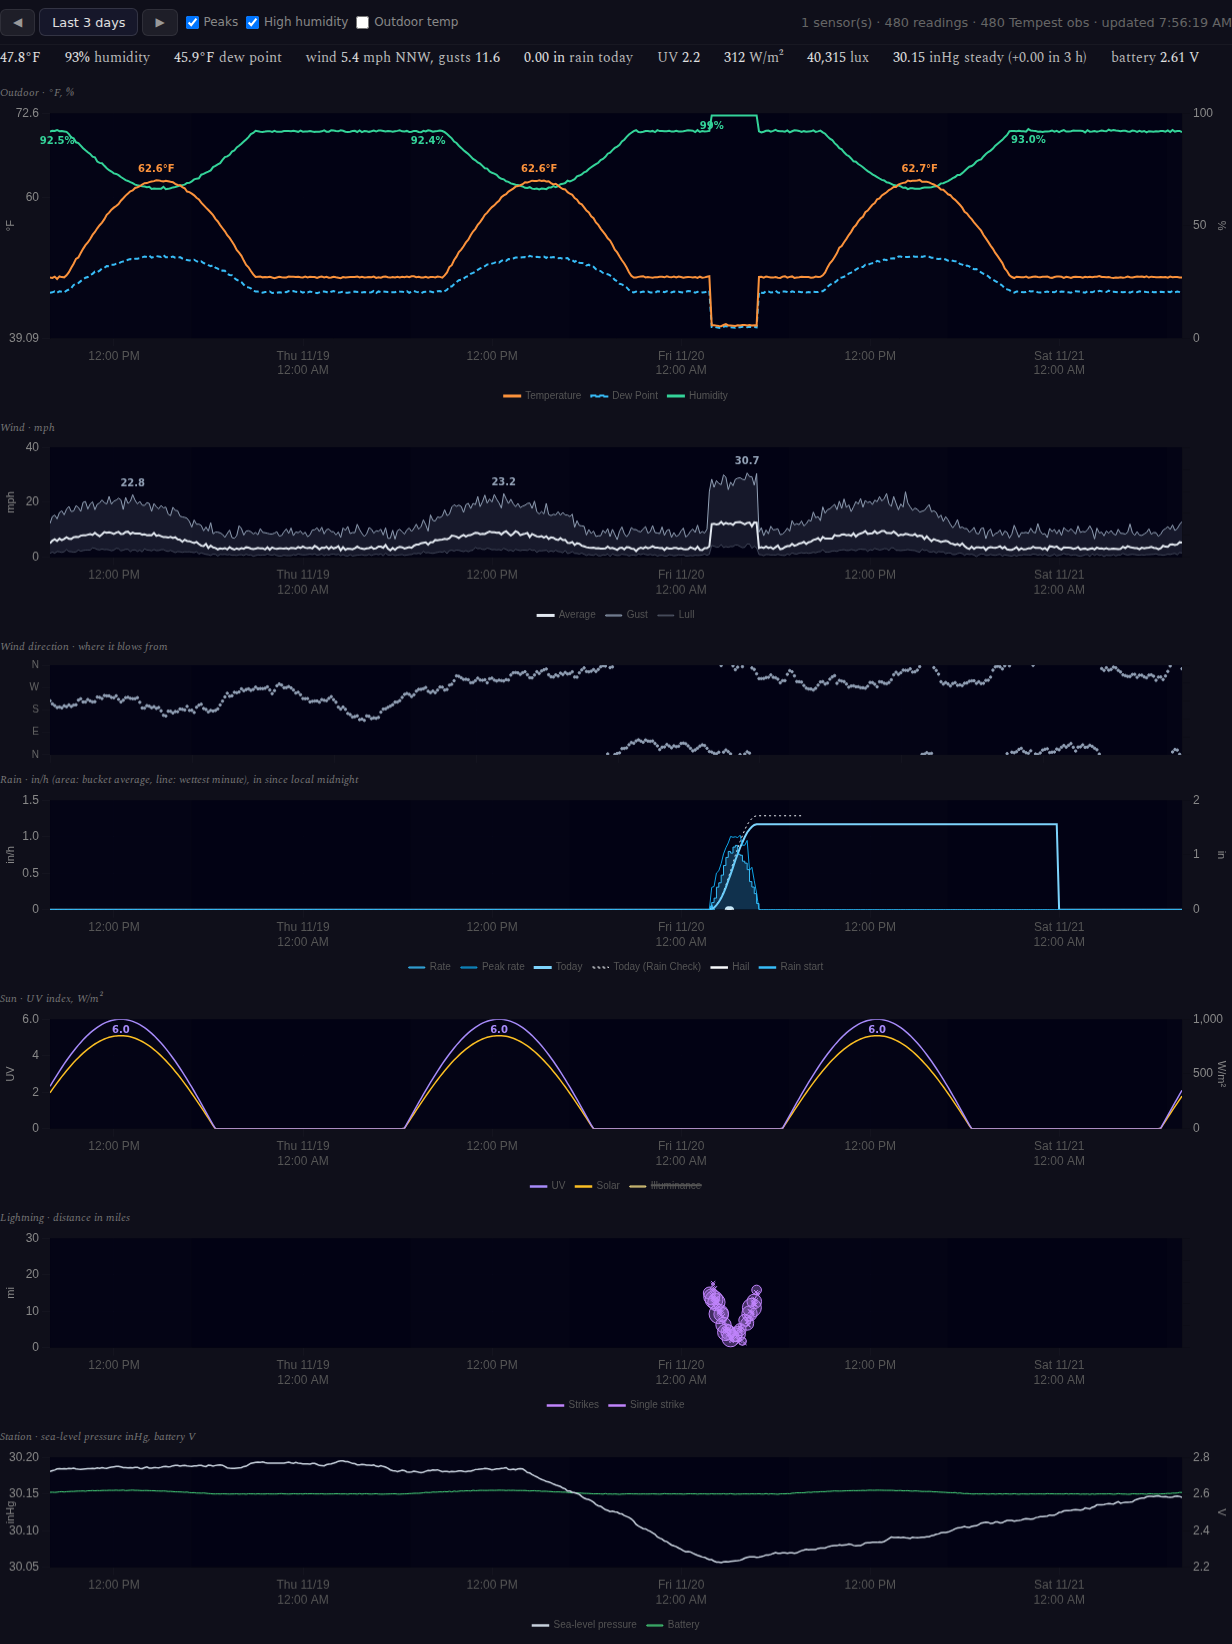 ◀ Last 3 days ▶ Peaks High humidity Outdoor temp 1 sensor(s) · 480 readings · 480 Tempest obs · updated 7:56:19 AM
47.8°F 93% humidity 45.9°F dew point wind 5.4 mph NNW, gusts 11.6 0.00 in rain today UV 2.2 312 W/m² 40,315 lux 30.15 inHg steady (+0.00 in 3 h) battery 2.61 V
Outdoor · °F, %
72.6 100
92.5% 92.4% 99% 93.0%
62.6°F 62.6°F 62.7°F
60 50
°F %
39.09 0
12:00 PM Thu 11/19 12:00 PM Fri 11/20 12:00 PM Sat 11/21
12:00 AM 12:00 AM 12:00 AM
Temperature Dew Point Humidity
Wind · mph
40
30.7
22.8 23.2
20
mph
0
12:00 PM Thu 11/19 12:00 PM Fri 11/20 12:00 PM Sat 11/21
12:00 AM 12:00 AM 12:00 AM
Average Gust Lull
Wind direction · where it blows from
N
W
S
E
N
Rain · in/h (area: bucket average, line: wettest minute), in since local midnight
1.5 2
1.0
in/h 1 in
0.5
0 0
12:00 PM Thu 11/19 12:00 PM Fri 11/20 12:00 PM Sat 11/21
12:00 AM 12:00 AM 12:00 AM
Rate Peak rate Today Today (Rain Check) Hail Rain start
Sun · UV index, W/m²
6.0 1,000
6.0 6.0 6.0
4
UV 500 W/m²
2
0 0
12:00 PM Thu 11/19 12:00 PM Fri 11/20 12:00 PM Sat 11/21
12:00 AM 12:00 AM 12:00 AM
UV Solar Illuminance
Lightning · distance in miles
30
20
mi
10
0
12:00 PM Thu 11/19 12:00 PM Fri 11/20 12:00 PM Sat 11/21
12:00 AM 12:00 AM 12:00 AM
Strikes Single strike
Station · sea-level pressure inHg, battery V
30.20 2.8
30.15 2.6
inHg V
30.10 2.4
30.05 2.2
12:00 PM Thu 11/19 12:00 PM Fri 11/20 12:00 PM Sat 11/21
12:00 AM 12:00 AM 12:00 AM
Sea-level pressure Battery